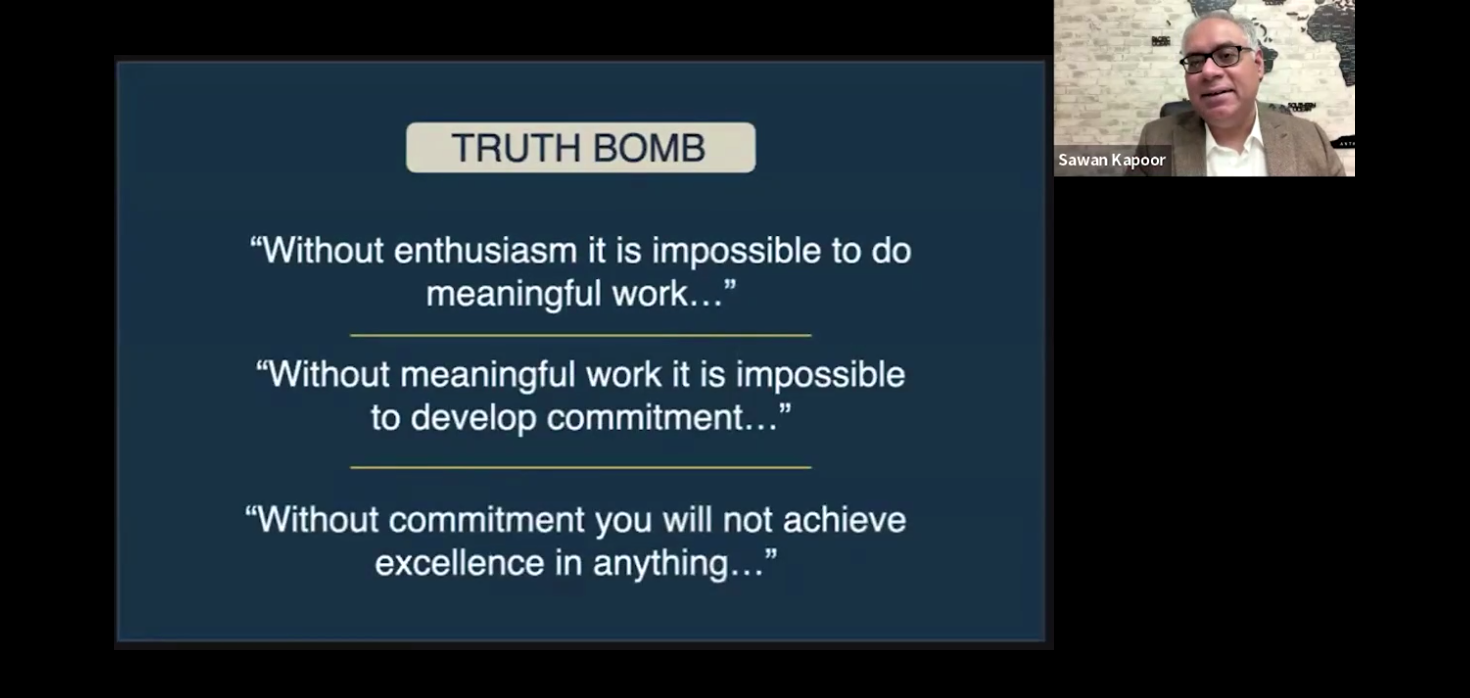 TRUTH BOMB
“Without enthusiasm it is impossible to do
meaningful work…”
“Without meaningful work it is impossible
to develop commitment…”
“Without commitment you will not achieve
excellence in anything…”
Sawan Kapoor
SOUTHERN